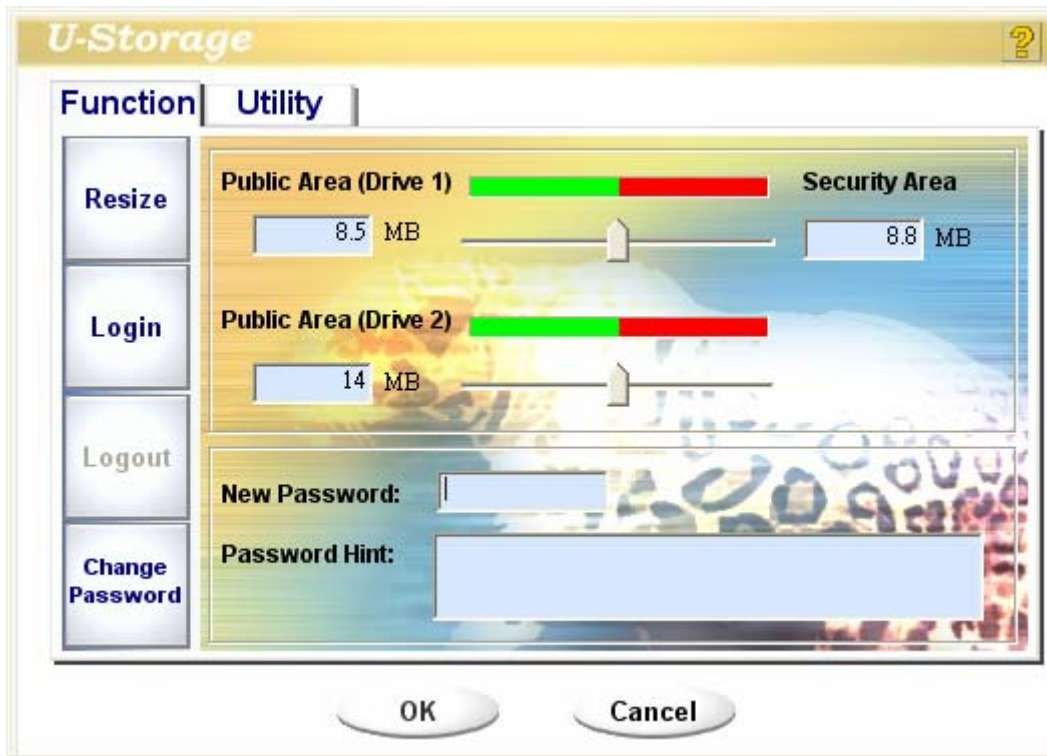 U-Storage
?
Function Utility
Resize
Login
Logout
Change
Password
Public Area (Drive 1)
8.5 MB
Security Area
8.8 MB
Public Area (Drive 2)
14 MB
New Password:
Password Hint:
OK Cancel